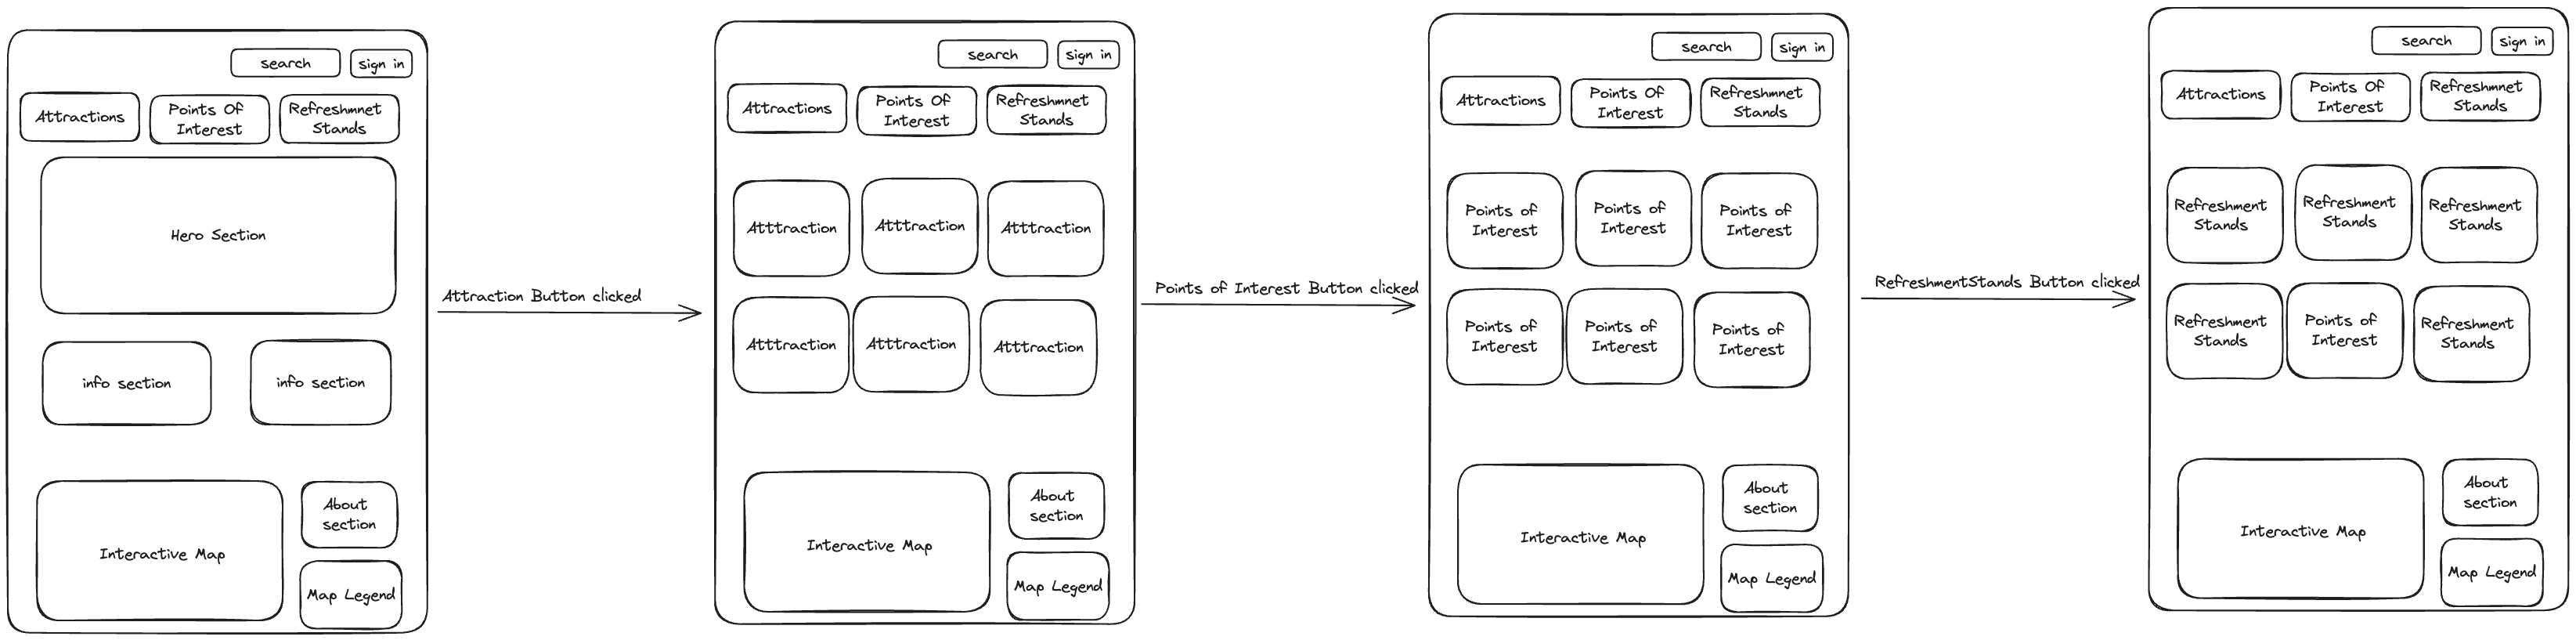 search
sign in
Attractions
Points Of
Interest
Refreshmnet
Stands
Hero Section
info section
info section
Interactive Map
About
section
Map Legend
Attraction Button clicked
search
sign in
Attractions
Points Of
Interest
Refreshmnet
Stands
Atttraction
Atttraction
Atttraction
Atttraction
Atttraction
Atttraction
Interactive Map
About
section
Map Legend
Points of Interest Button clicked
search
sign in
Attractions
Points Of
Interest
Refreshmnet
Stands
Points of
Interest
Points of
Interest
Points of
Interest
Points of
Interest
Points of
Interest
Points of
Interest
Interactive Map
About
section
Map Legend
RefreshmentStands Button clicked
search
sign in
Attractions
Points Of
Interest
Refreshmnet
Stands
Refreshment
Stands
Refreshment
Stands
Refreshment
Stands
Refreshment
Stands
Points of
Interest
Refreshment
Stands
Interactive Map
About
section
Map Legend